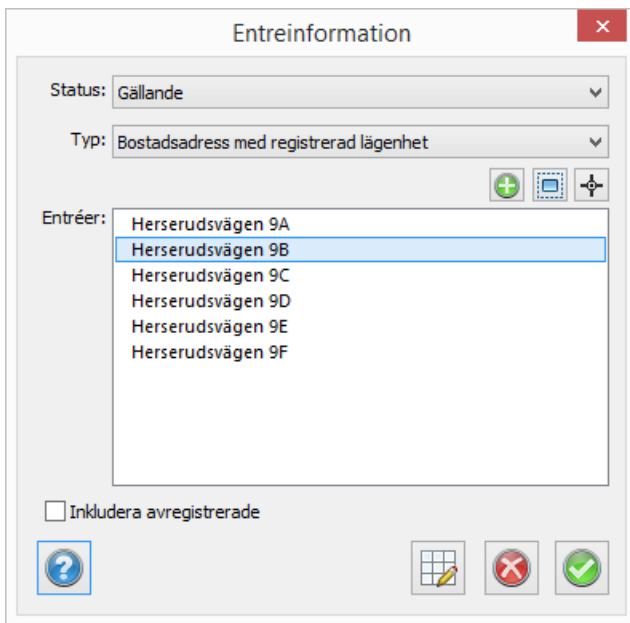 Entreinformation
Status: Gällande
Typ: Bostadsadress med registrerad lägenhet
Entréer:
Herserudsvägen 9A
Herserudsvägen 9B
Herserudsvägen 9C
Herserudsvägen 9D
Herserudsvägen 9E
Herserudsvägen 9F
Inkludera avregistrerade